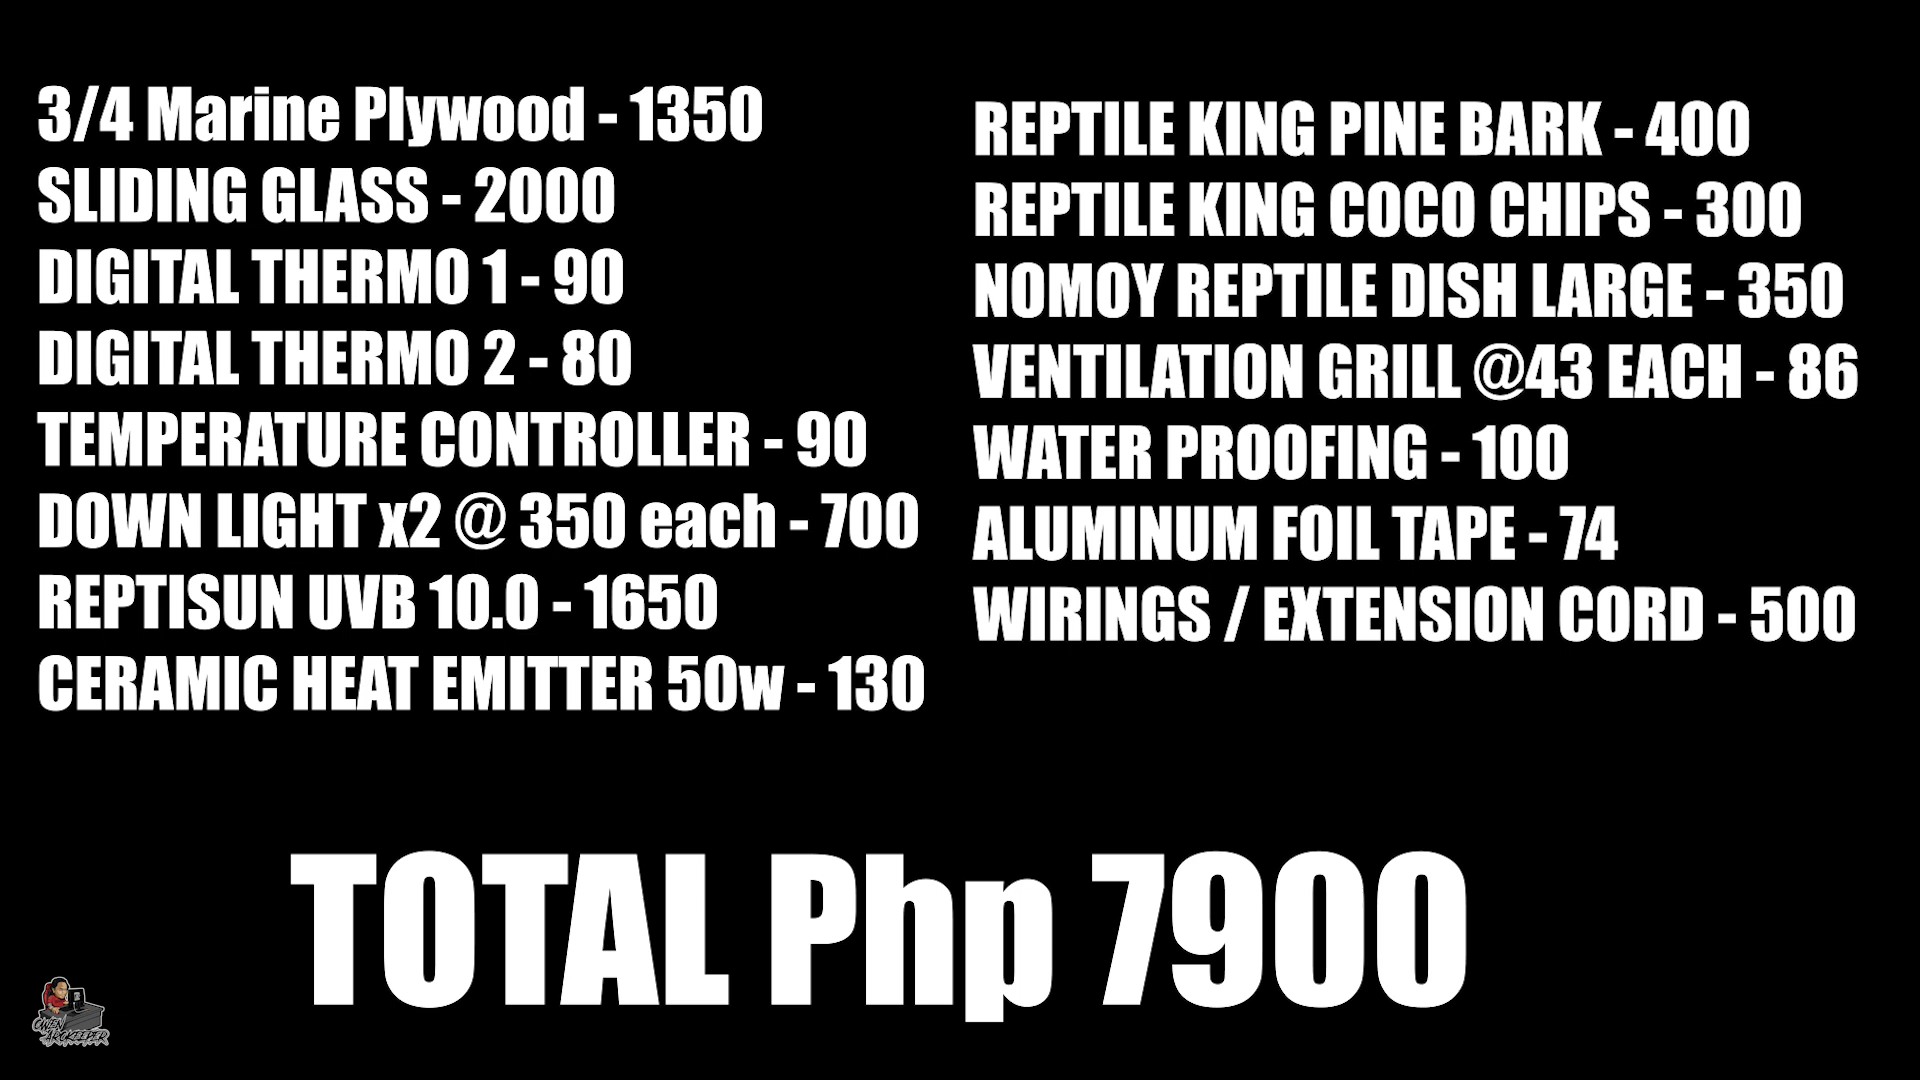 3/4 Marine Plywood - 1350
SLIDING GLASS - 2000
DIGITAL THERMO 1 - 90
DIGITAL THERMO 2 - 80
TEMPERATURE CONTROLLER - 90
DOWN LIGHT x2 @ 350 each - 700
REPTISUN UVB 10.0 - 1650
CERAMIC HEAT EMITTER 50w - 130
REPTILE KING PINE BARK - 400
REPTILE KING COCO CHIPS - 300
NOMOY REPTILE DISH LARGE - 350
VENTILATION GRILL @43 EACH - 86
WATER PROOFING - 100
ALUMINUM FOIL TAPE - 74
WIRINGS / EXTENSION CORD - 500
TOTAL Php 7900
OWEN